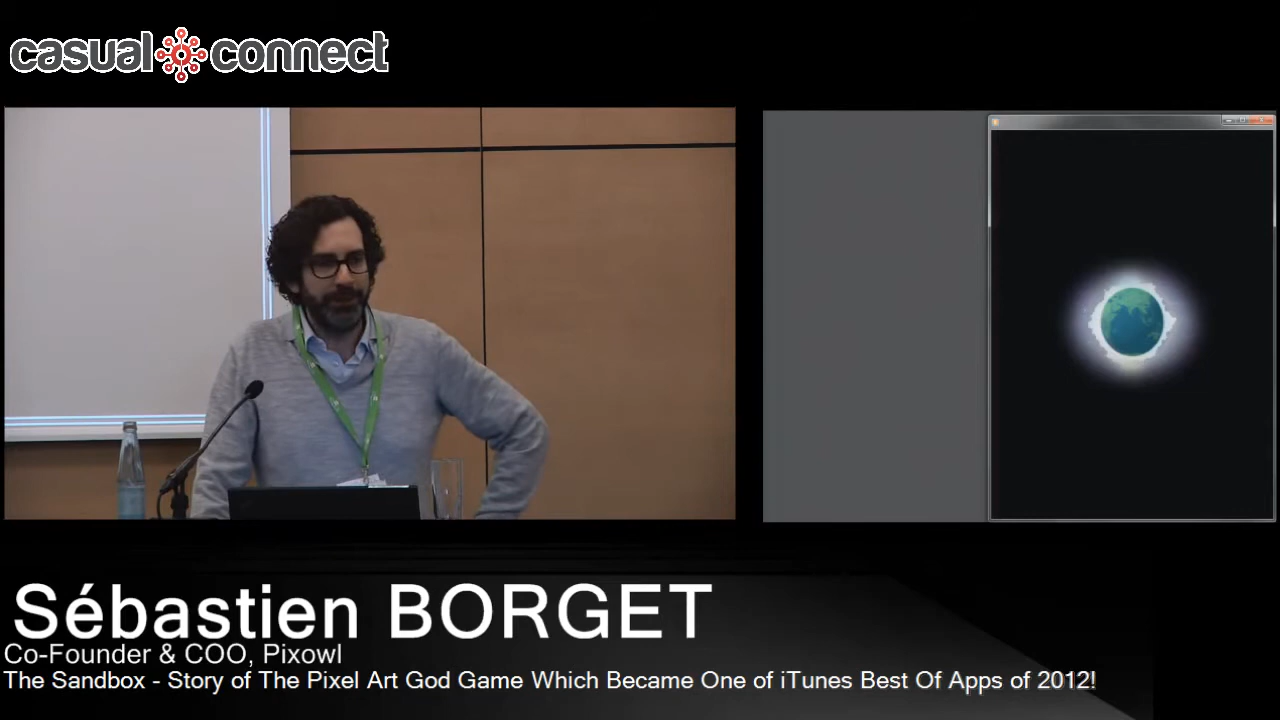 casual connect
Sébastien BORGET
Co-Founder & COO, Pixowl
The Sandbox - Story of The Pixel Art God Game Which Became One of iTunes Best Of Apps of 2012!